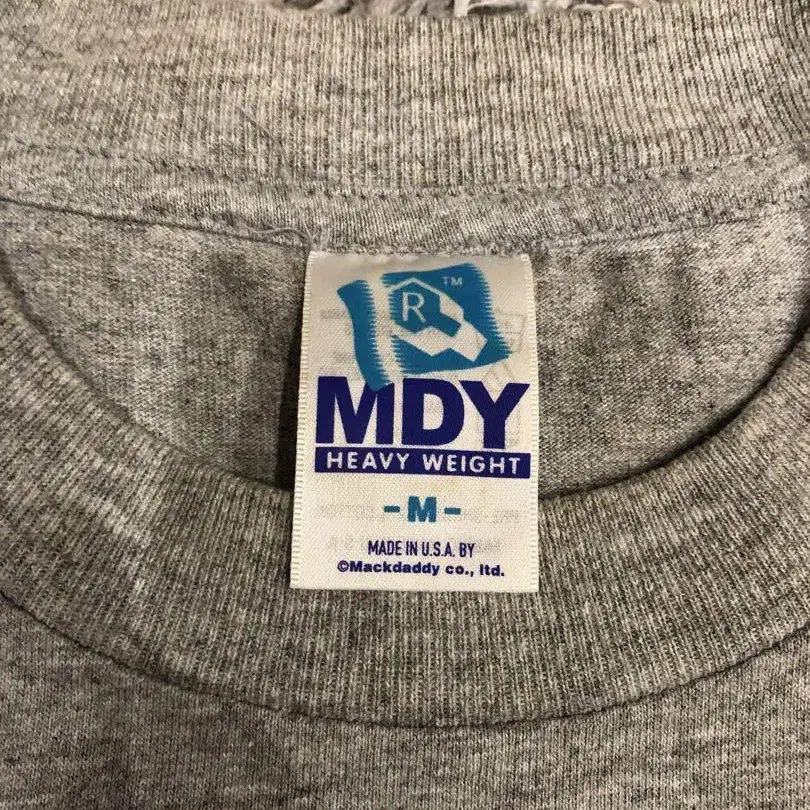 R ™
MDY
HEAVY WEIGHT
- M -
MADE IN U.S.A. BY
©Mackdaddy co., ltd.